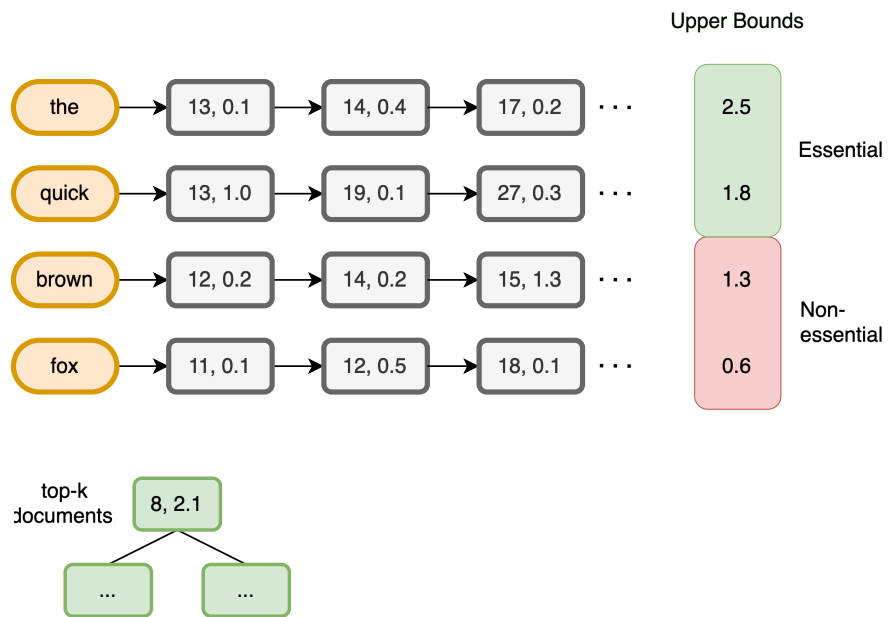 Upper Bounds
the 13, 0.1 14, 0.4 17, 0.2 ... 2.5
Essential
quick 13, 1.0 19, 0.1 27, 0.3 ... 1.8
brown 12, 0.2 14, 0.2 15, 1.3 ... 1.3
Non-
essential
fox 11, 0.1 12, 0.5 18, 0.1 ... 0.6
top-k
documents
8, 2.1
... ...